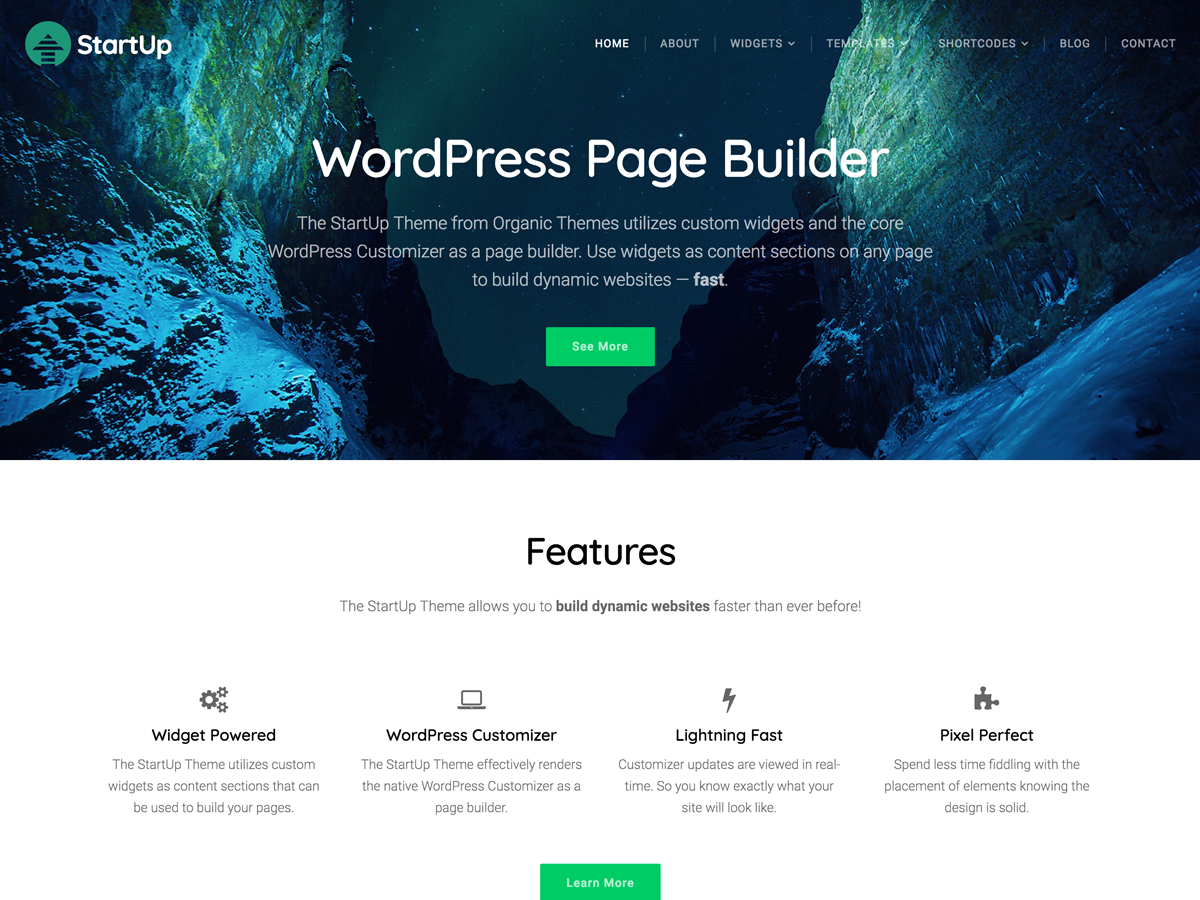 StartUp
HOME ABOUT WIDGETS TEMPLATES SHORTCODES BLOG CONTACT
WordPress Page Builder
The StartUp Theme from Organic Themes utilizes custom widgets and the core
WordPress Customizer as a page builder. Use widgets as content sections on any page
to build dynamic websites — fast.
See More
Features
The StartUp Theme allows you to build dynamic websites faster than ever before!
Widget Powered
The StartUp Theme utilizes custom
widgets as content sections that can
be used to build your pages.
WordPress Customizer
The StartUp Theme effectively renders
the native WordPress Customizer as a
page builder.
Lightning Fast
Customizer updates are viewed in real-
time. So you know exactly what your
site will look like.
Pixel Perfect
Spend less time fiddling with the
placement of elements knowing the
design is solid.
Learn More